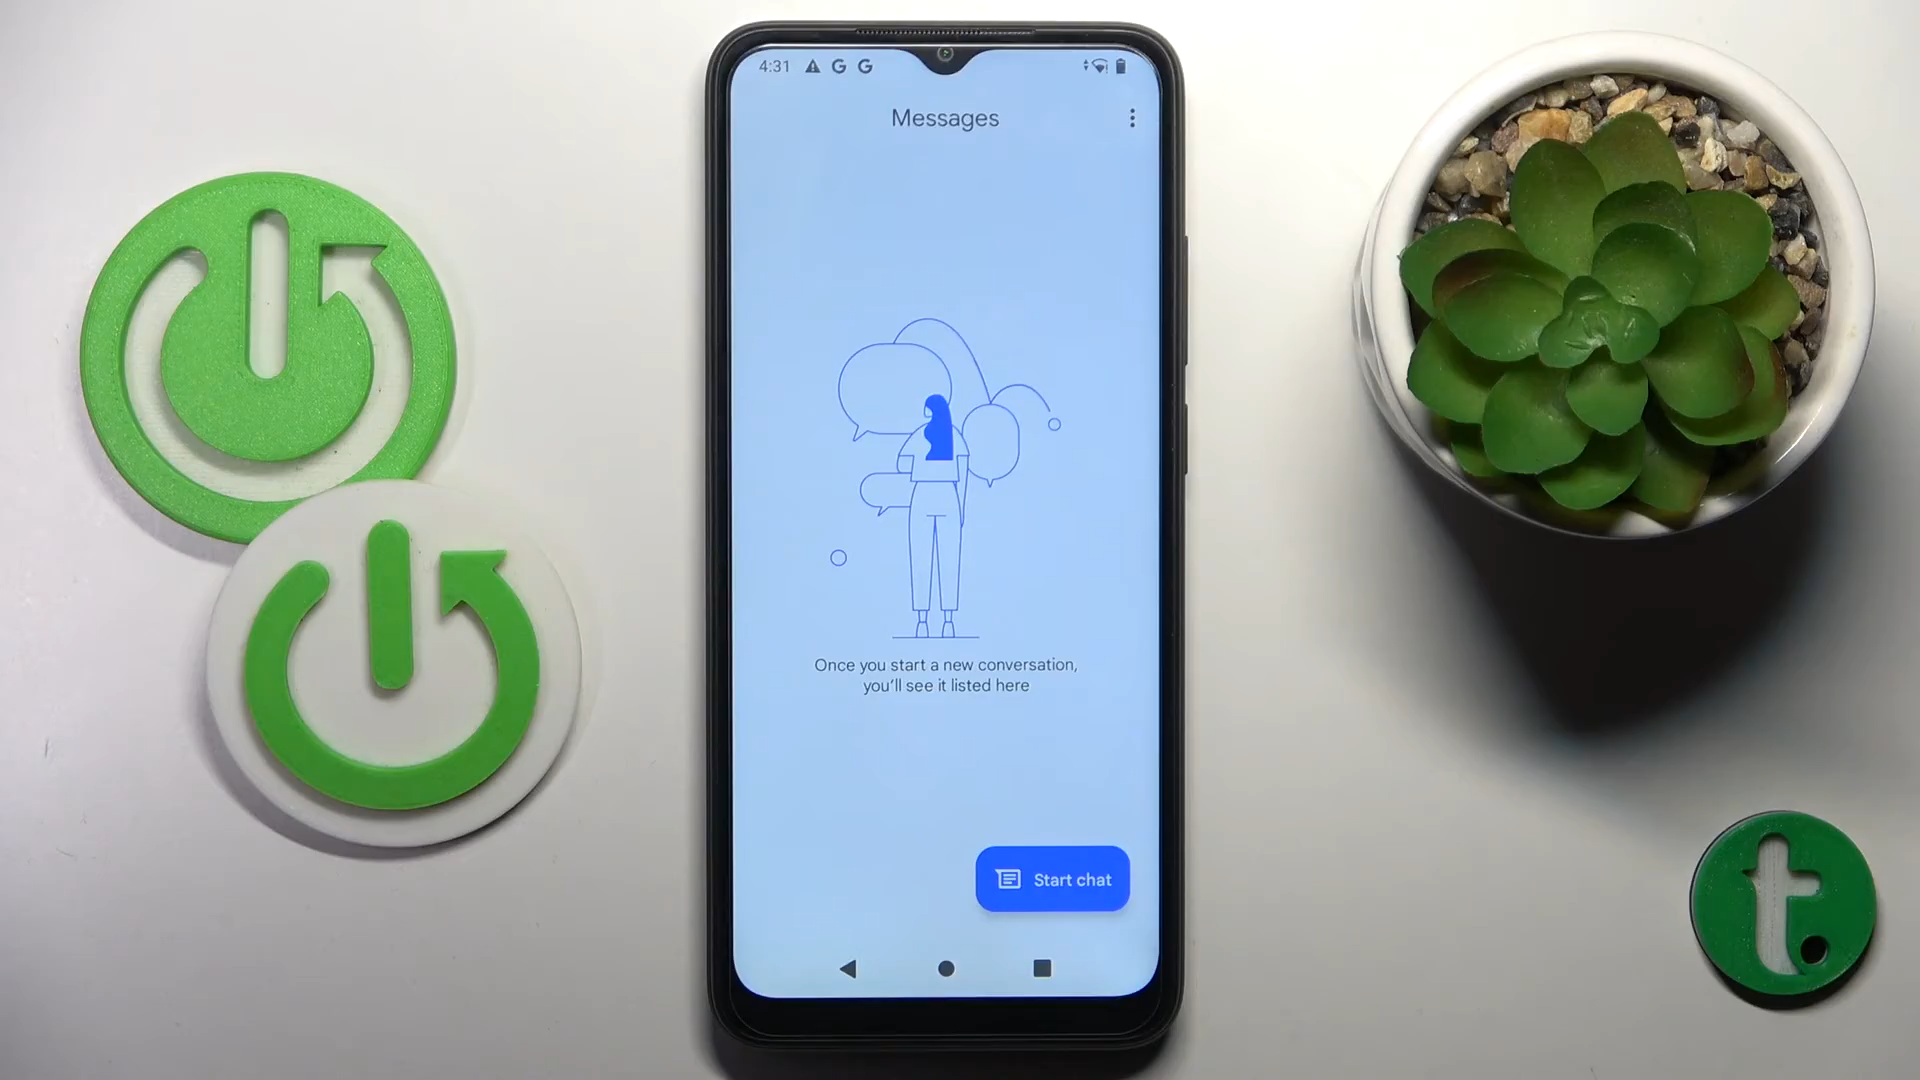 4:31 G G
Messages
Once you start a new conversation,
you'll see it listed here
Start chat
t